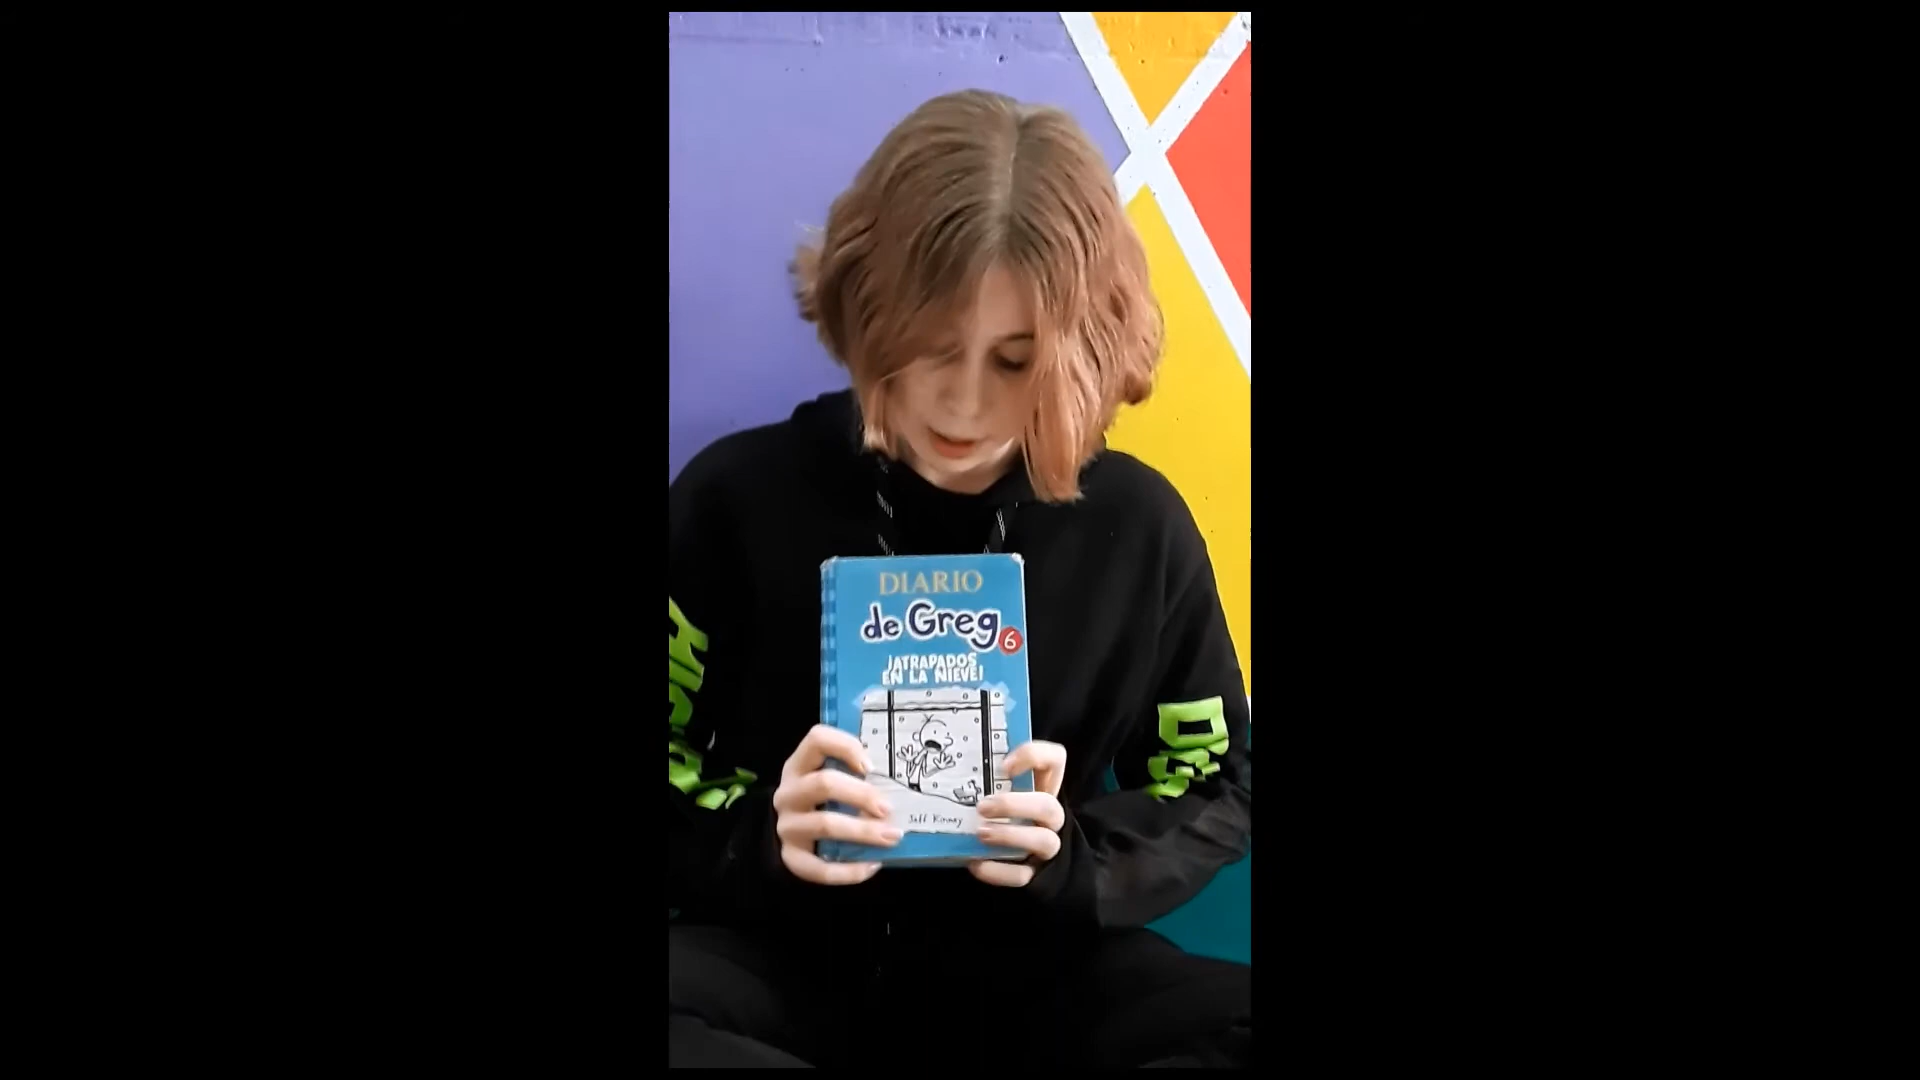 DIARIO
de Greg
6
¡ATRAPADOS
EN LA NIEVE!
Jeff Kinney